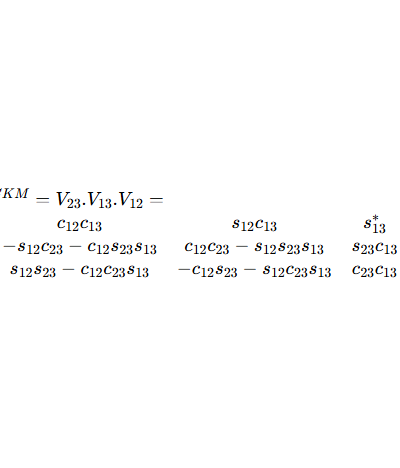 ^{CKM} = V_{23}.V_{13}.V_{12} =
c_{12}c_{13} s_{12}c_{13} s_{13}^*
-s_{12}c_{23} - c_{12}s_{23}s_{13} c_{12}c_{23} - s_{12}s_{23}s_{13} s_{23}c_{13}
s_{12}s_{23} - c_{12}c_{23}s_{13} -c_{12}s_{23} - s_{12}c_{23}s_{13} c_{23}c_{13}